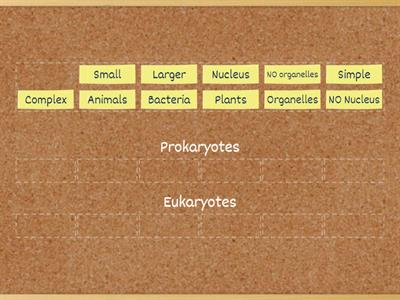 Small Larger Nucleus NO organelles Simple
Complex Animals Bacteria Plants Organelles NO Nucleus
Prokaryotes
Eukaryotes